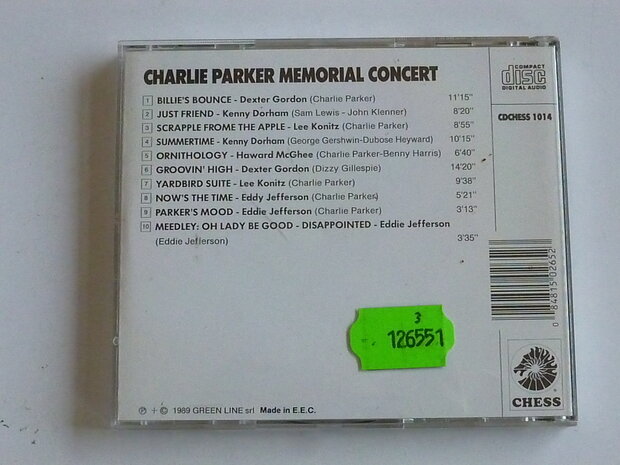 CHARLIE PARKER MEMORIAL CONCERT
1 BILLIE'S BOUNCE - Dexter Gordon (Charlie Parker) 11'15"
2 JUST FRIEND - Kenny Dorham (Sam Lewis - John Klenner) 8'20"
3 SCRAPPLE FROME THE APPLE - Lee Konitz (Charlie Parker) 8'55"
4 SUMMERTIME - Kenny Dorham (George Gershwin-Dubose Heyward) 10'15"
5 ORNITHOLOGY - Haward McGhee (Charlie Parker-Benny Harris) 6'40"
6 GROOVIN' HIGH - Dexter Gordon (Dizzy Gillespie) 14'20"
7 YARDBIRD SUITE - Lee Konitz (Charlie Parker) 9'38"
8 NOW'S THE TIME - Eddy Jefferson (Charlie Parker) 5'21"
9 PARKER'S MOOD - Eddie Jefferson (Charlie Parker) 3'13"
10 MEEDLEY: OH LADY BE GOOD - DISAPPOINTED - Eddie Jefferson
(Eddie Jefferson) 3'35"
COMPACT
disc
DIGITAL AUDIO
CDCHESS 1014
0 84815 02652
3
126551
CHESS
℗ + © 1989 GREEN LINE srl Made in E.E.C.